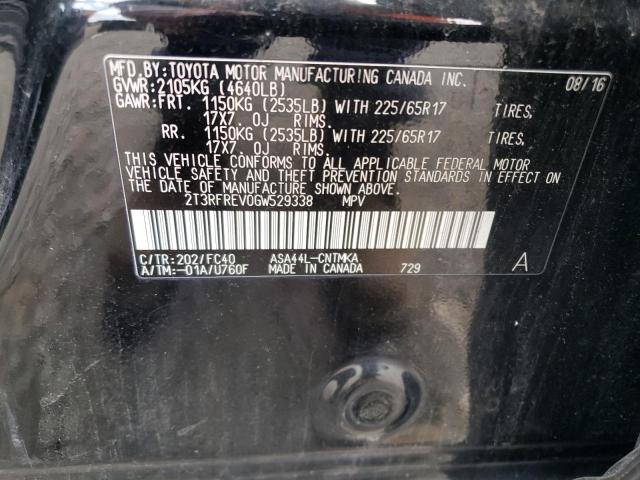 MFD. BY: TOYOTA MOTOR MANUFACTURING CANADA INC. 08/16
GVWR: 2105KG (4640LB)
GAWR: FRT. 1150KG (2535LB) WITH 225/65R17 TIRES,
17X7. 0J RIMS.
RR. 1150KG (2535LB) WITH 225/65R17 TIRES,
17X7. 0J RIMS.
THIS VEHICLE CONFORMS TO ALL APPLICABLE FEDERAL MOTOR
VEHICLE SAFETY AND THEFT PREVENTION STANDARDS IN EFFECT
ON THE DATE OF MANUFACTURE SHOWN ABOVE.
2T3RFREV0GW529338 MPV
C/TR: 202/FC40 ASA44L-CNTMKA
A/TM: -01A/U760F MADE IN CANADA 729 A